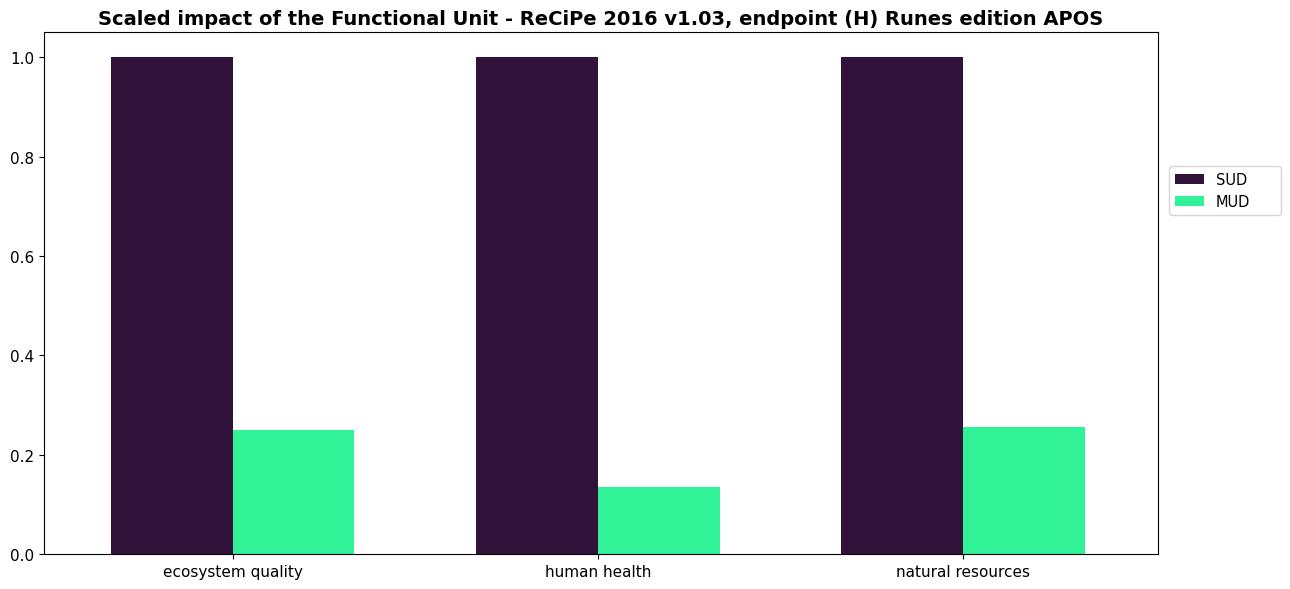 Scaled impact of the Functional Unit - ReCiPe 2016 v1.03, endpoint (H) Runes edition APOS
1.0
0.8
0.6
0.4
0.2
0.0
ecosystem quality
human health
natural resources
SUD
MUD